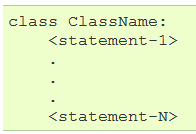 class ClassName:
    <statement-1>
    .
    .
    .
    <statement-N>